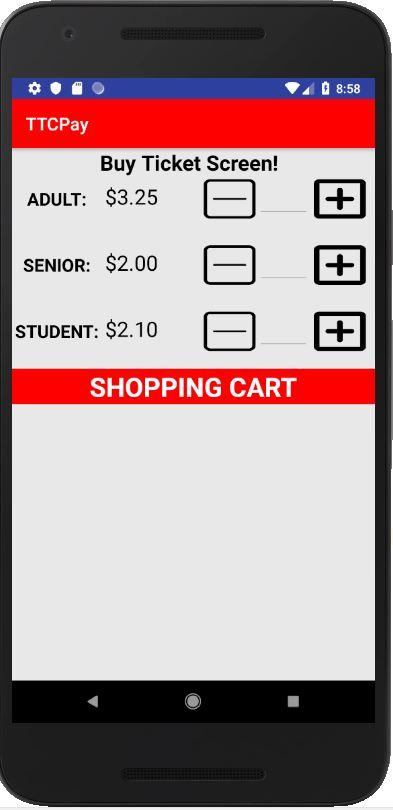 8:58
TTCPay
Buy Ticket Screen!
ADULT: $3.25
SENIOR: $2.00
STUDENT: $2.10
SHOPPING CART